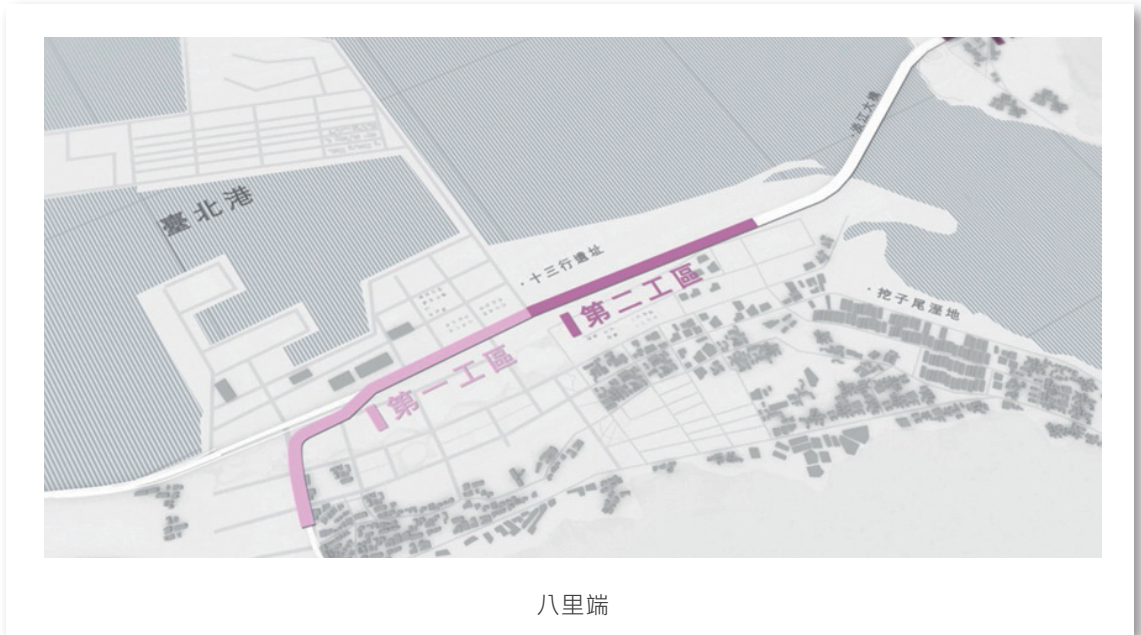 淡江大橋
臺北港
·十三行遺址
第二工區
·挖子尾溼地
第一工區
八里端